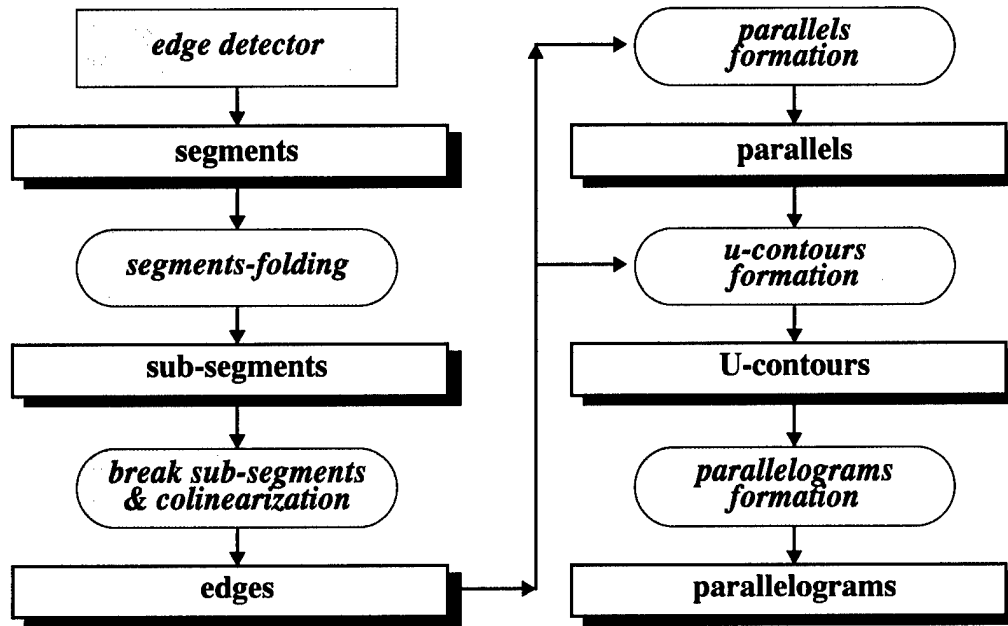 edge detector
segments
segments-folding
sub-segments
break sub-segments
& colinearization
edges
parallels
formation
parallels
u-contours
formation
U-contours
parallelograms
formation
parallelograms